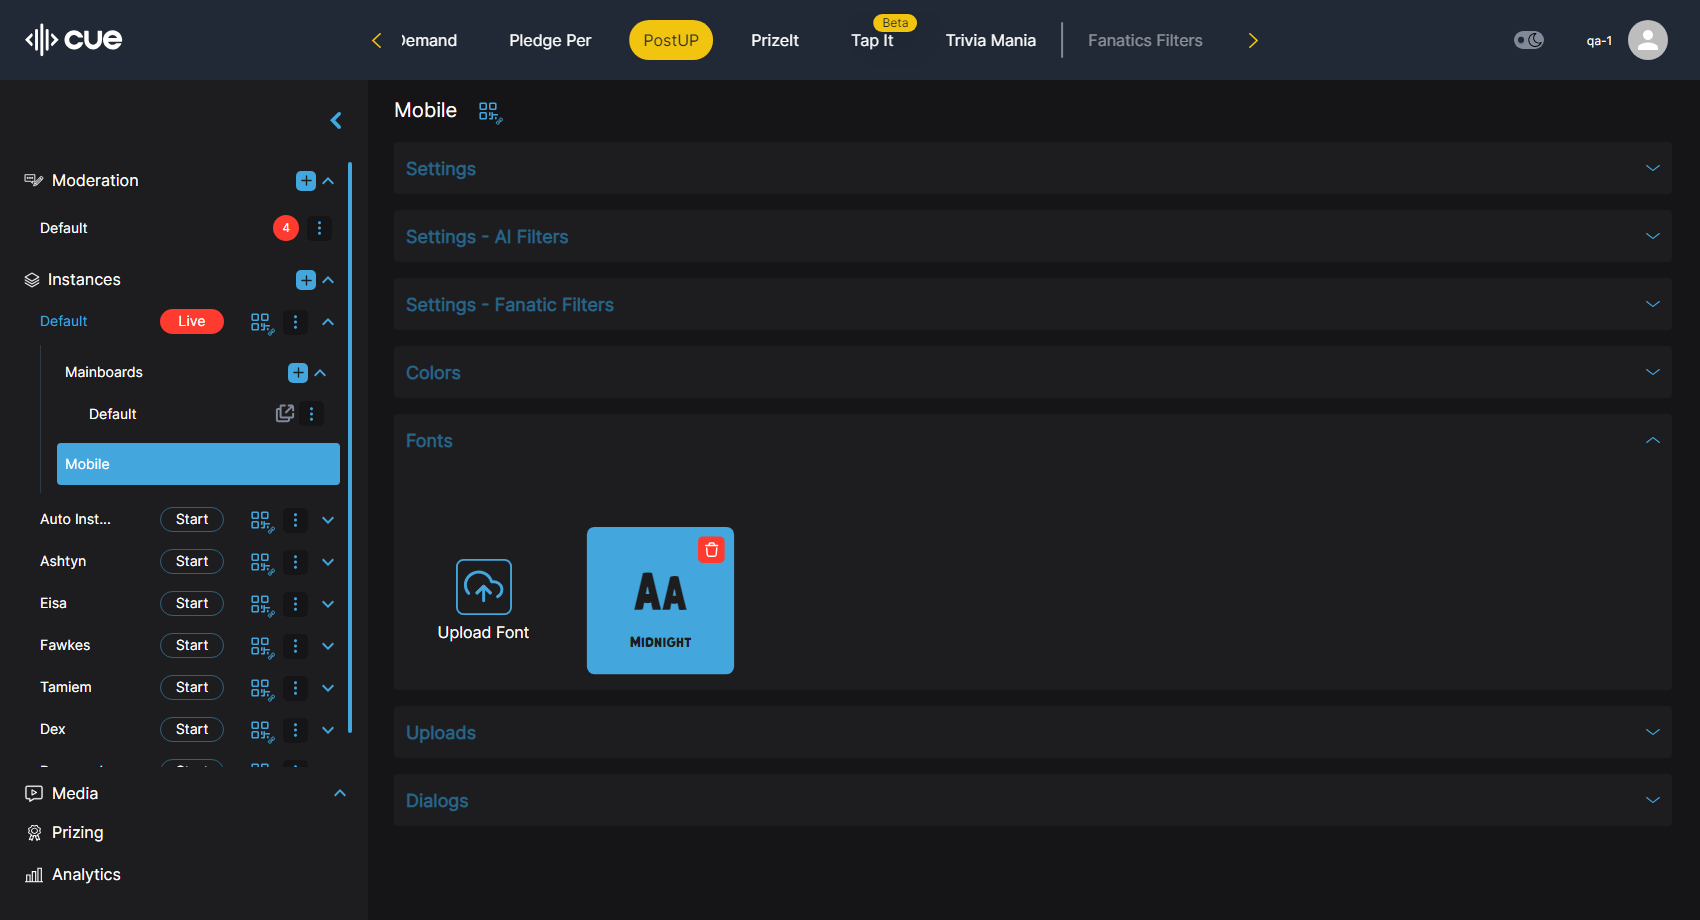 cue
Demand
Pledge Per
PostUP
PrizeIt
Beta
Tap It
Trivia Mania
Fanatics Filters
qa-1
Mobile
Moderation
Default
4
Instances
Default
Live
Mainboards
Default
Mobile
Auto Inst...
Start
Ashtyn
Start
Eisa
Start
Fawkes
Start
Tamiem
Start
Dex
Start
Media
Prizing
Analytics
Settings
Settings - AI Filters
Settings - Fanatic Filters
Colors
Fonts
Upload Font
AA
MIDNIGHT
Uploads
Dialogs